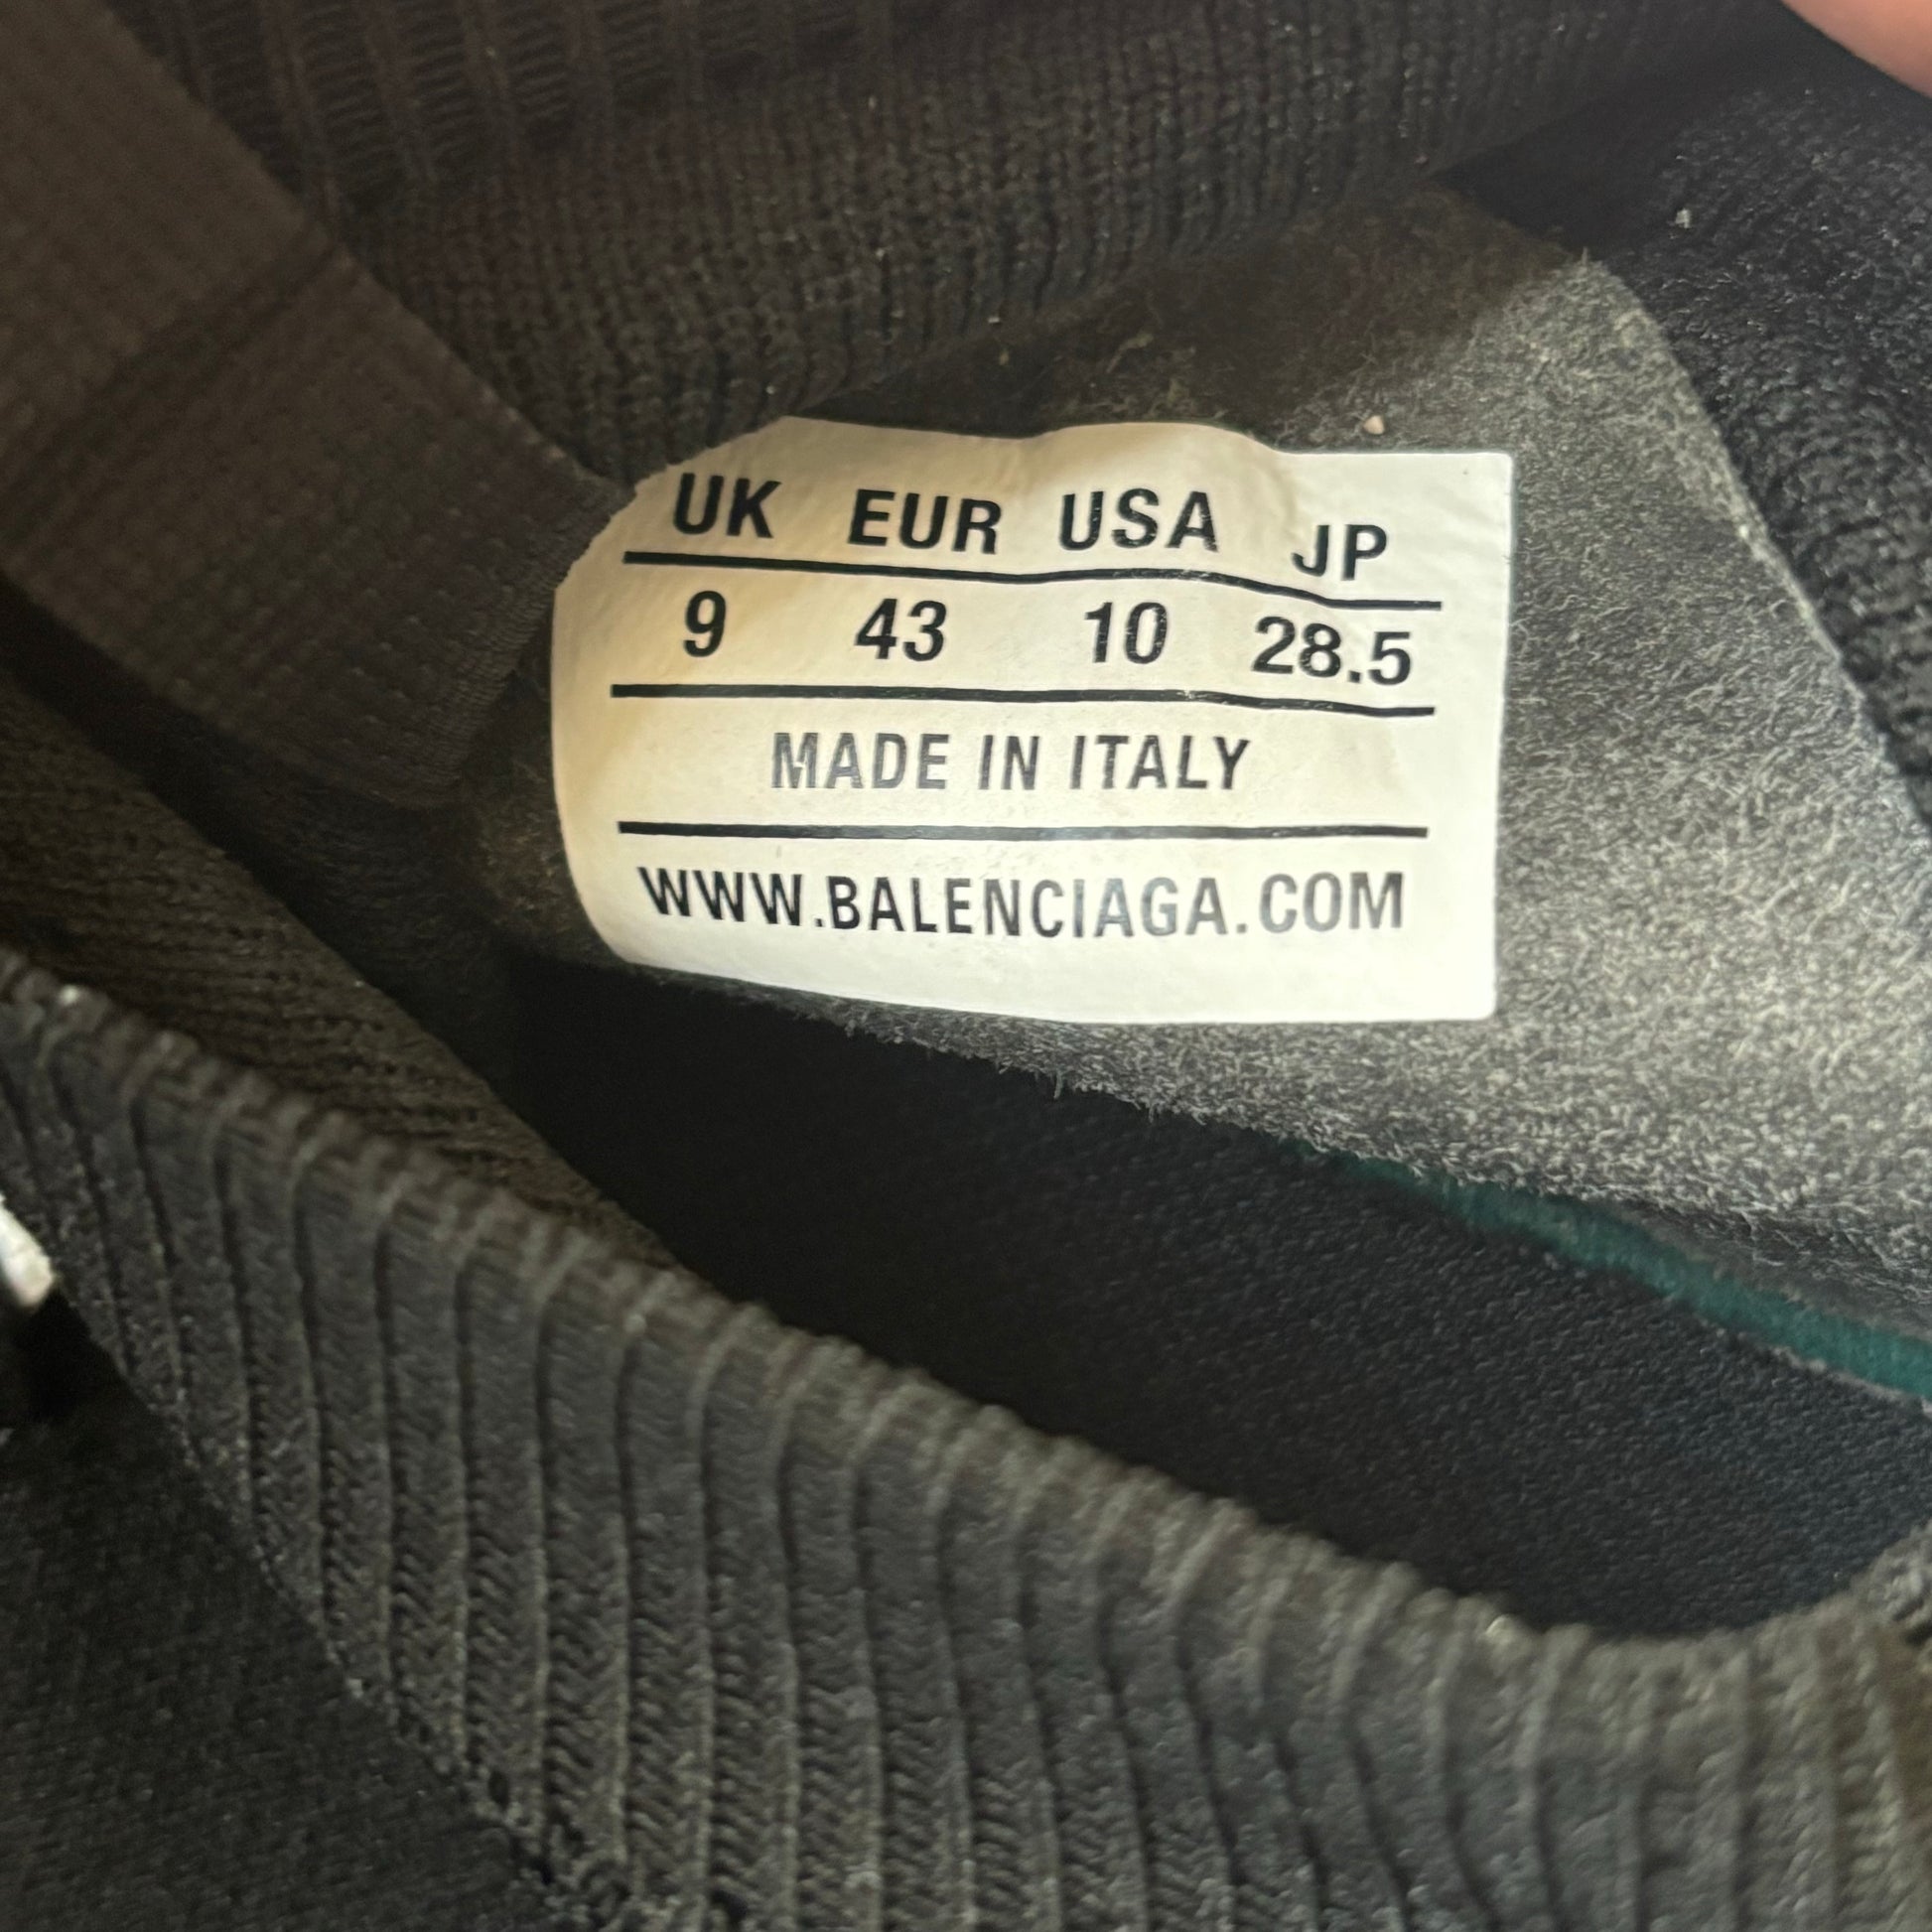 UK EUR USA JP
9 43 10 28.5
MADE IN ITALY
WWW.BALENCIAGA.COM